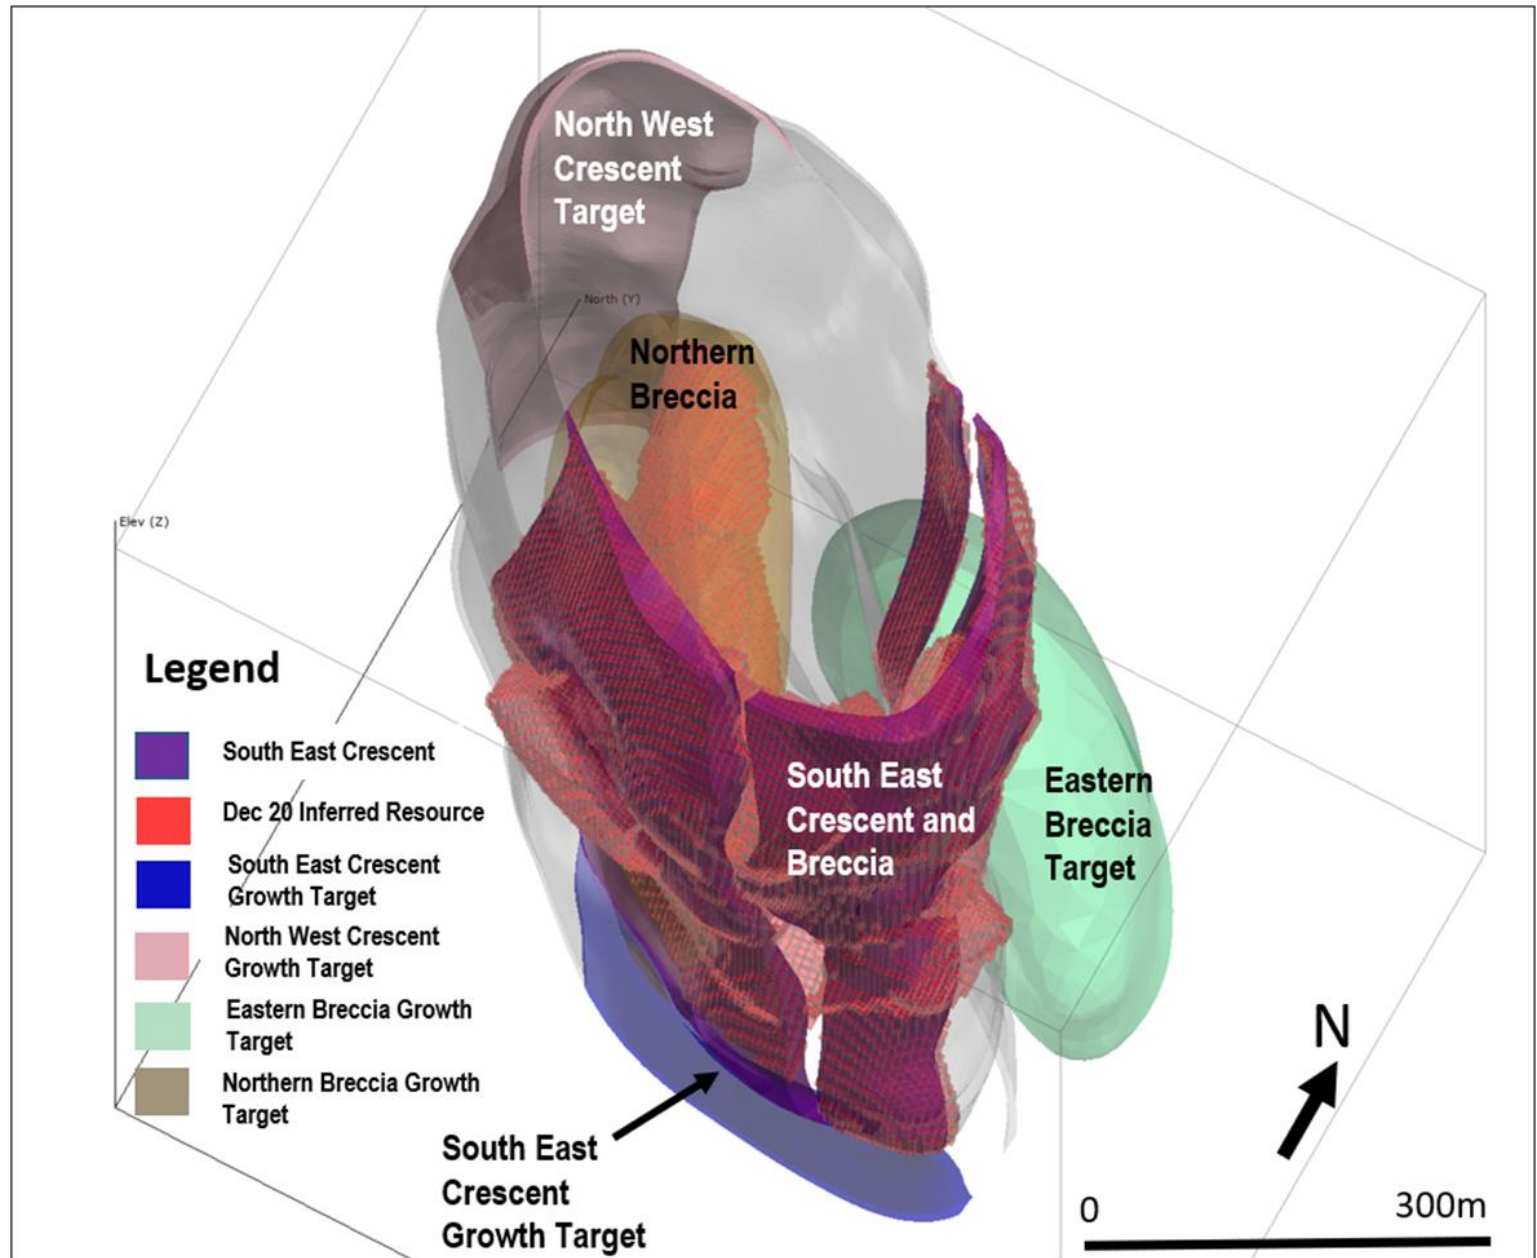 North West
Crescent
Target
North (Y)
Northern
Breccia
Elev (Z)
Legend
South East Crescent
Dec 20 Inferred Resource
South East Crescent
Growth Target
North West Crescent
Growth Target
Eastern Breccia Growth
Target
Northern Breccia Growth
Target
South East
Crescent and
Breccia
Eastern
Breccia
Target
South East
Crescent
Growth Target
N
0 300m